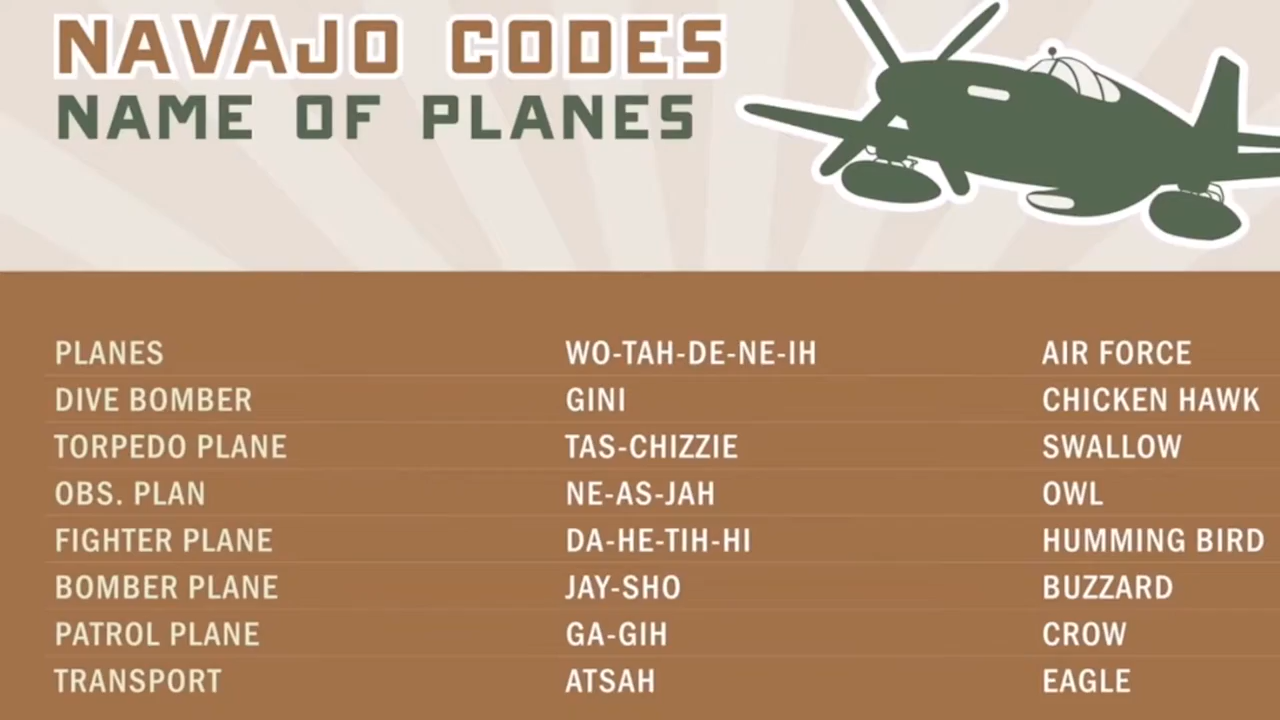 NAVAJO CODES
NAME OF PLANES
PLANES WO-TAH-DE-NE-IH AIR FORCE
DIVE BOMBER GINI CHICKEN HAWK
TORPEDO PLANE TAS-CHIZZIE SWALLOW
OBS. PLAN NE-AS-JAH OWL
FIGHTER PLANE DA-HE-TIH-HI HUMMING BIRD
BOMBER PLANE JAY-SHO BUZZARD
PATROL PLANE GA-GIH CROW
TRANSPORT ATSAH EAGLE